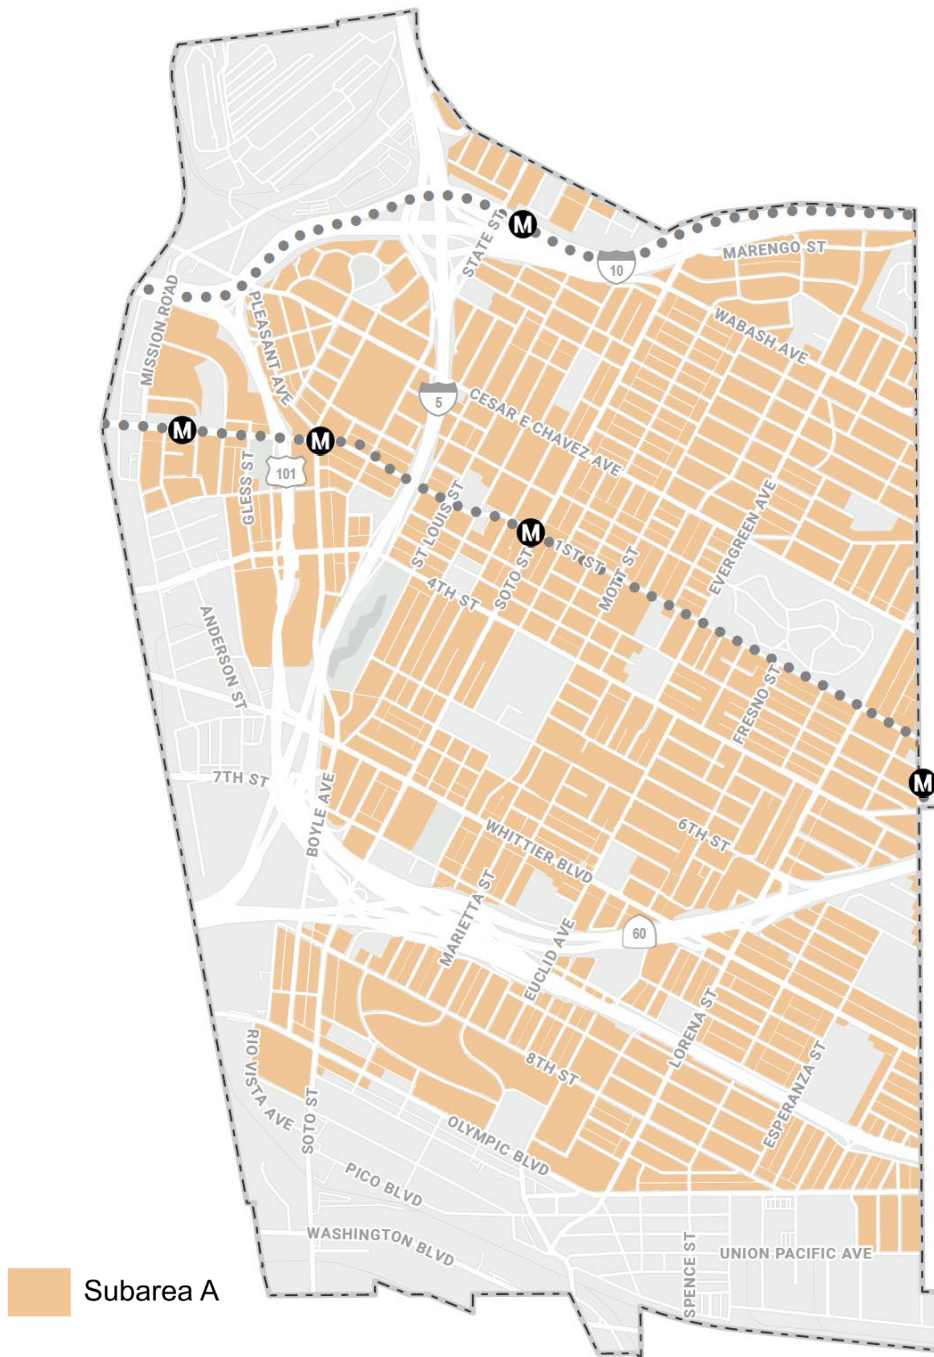 STATE ST
M
MARENGO ST
10
MISSION ROAD
PLEASANT AVE
WABASH AVE
5
CESAR E CHAVEZ AVE
M
M
GLESS ST
101
ST LOUIS ST
EVERGREEN AVE
M
1ST ST
SOTO ST
MOTT ST
4TH ST
ANDERSON ST
FRESNO ST
7TH ST
M
BOYLE AVE
WHITTIER BLVD
6TH ST
MARIETTA ST
60
EUCLID AVE
LORENA ST
RIO VISTA AVE
8TH ST
ESPERANZA ST
SOTO ST
OLYMPIC BLVD
PICO BLVD
WASHINGTON BLVD
SPENCE ST
UNION PACIFIC AVE
Subarea A